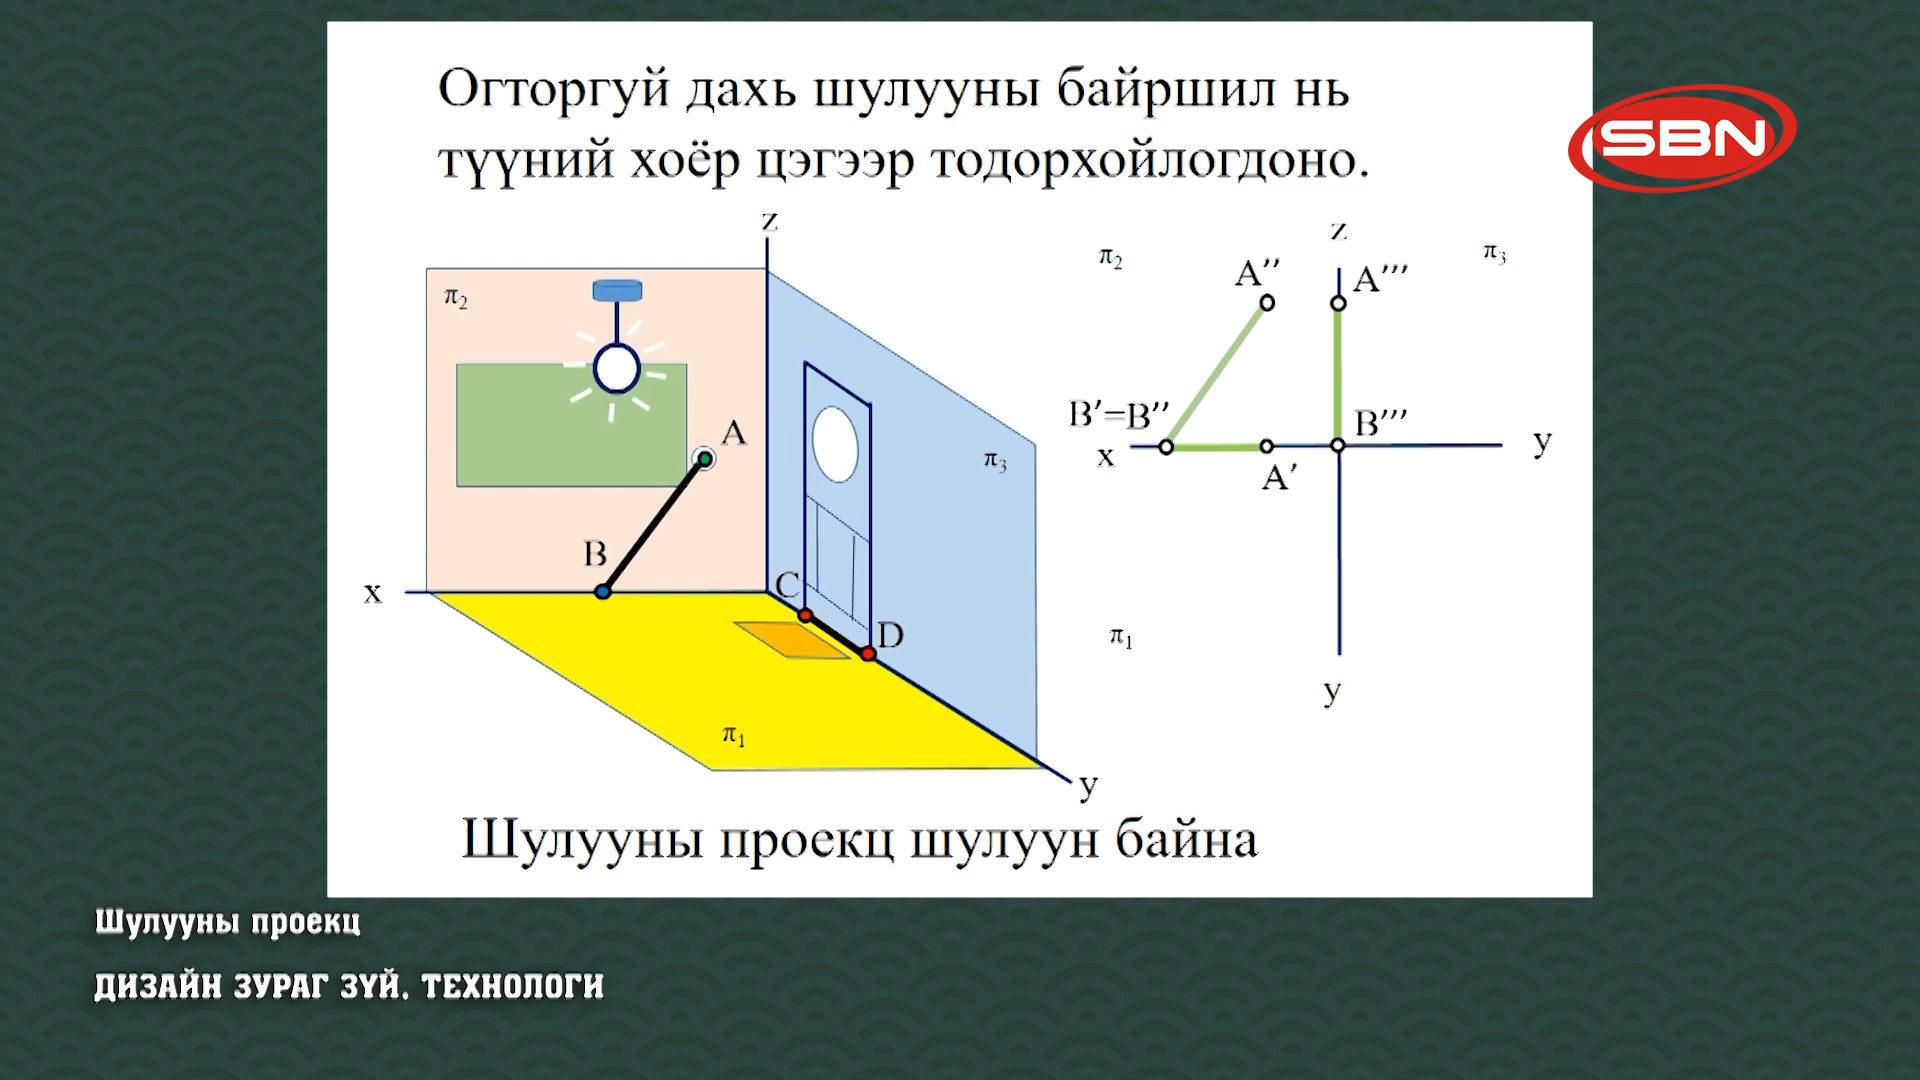 Огторгуй дахь шулууны байршил нь
түүний хоёр цэгээр тодорхойлогдоно.
SBN
z
π2
A
B
x
C
D
π3
π1
y
z
π2
π3
A′′
A′′′
B′=B′′
B′′′
x
y
A′
π1
y
Шулууны проекц шулуун байна
Шулууны проекц
ДИЗАЙН ЗУРАГ ЗҮЙ, ТЕХНОЛОГИ